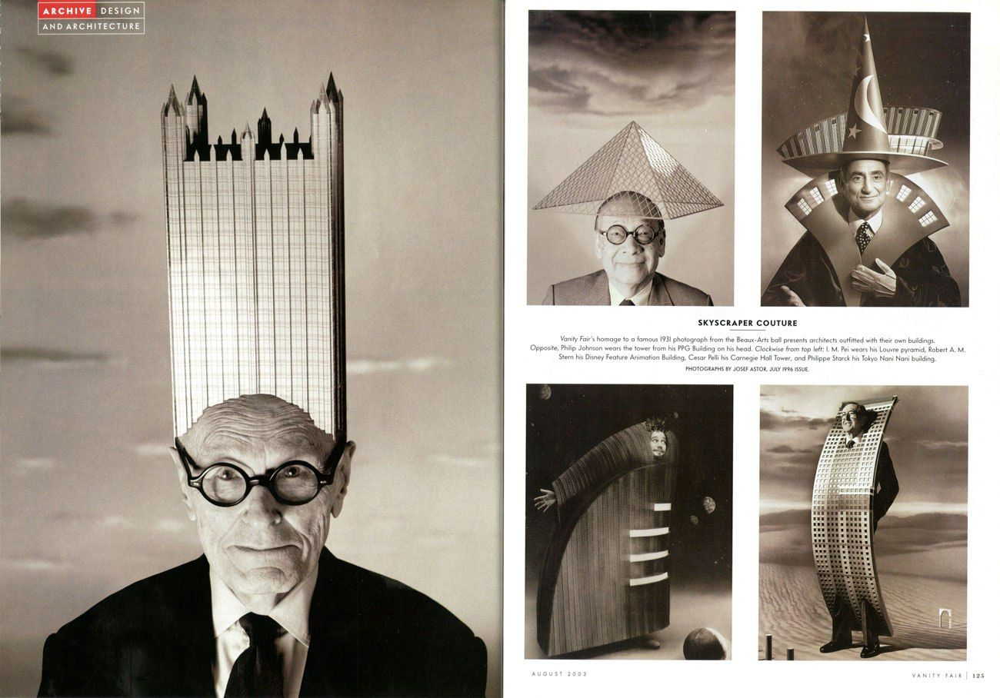 ARCHIVE DESIGN
AND ARCHITECTURE
SKYSCRAPER COUTURE
Vanity Fair's homage to a famous 1931 photograph from the Beaux-Arts ball presents architects outfitted with their own buildings.
Opposite, Philip Johnson wears the tower from his PPG Building on his head. Clockwise from top left: I. M. Pei wears his Louvre pyramid, Robert A. M.
Stern his Disney Feature Animation Building, Cesar Pelli his Carnegie Hall Tower, and Philippe Starck his Tokyo Nani Nani building.
PHOTOGRAPHS BY JOSEF ASTOR, JULY 1996 ISSUE.
AUGUST 2003
VANITY FAIR | 125